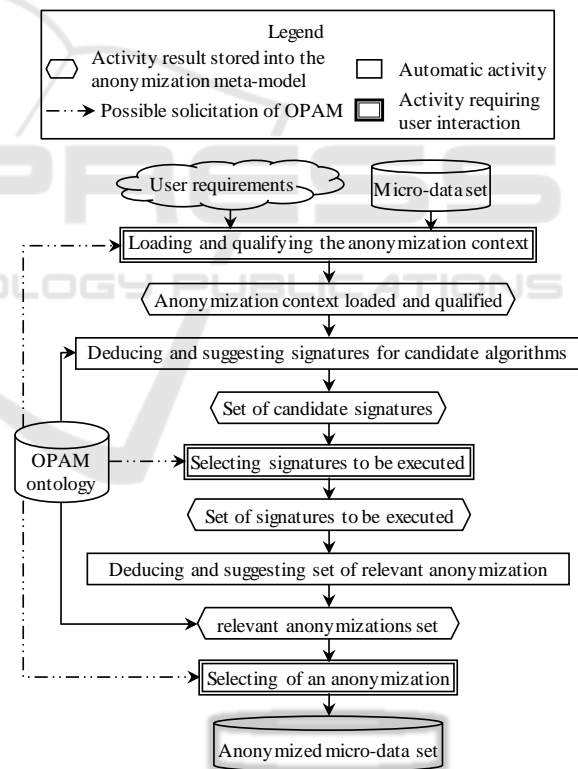 Legend
Activity result stored into the
anonymization meta-model
Automatic activity
Possible solicitation of OPAM
Activity requiring
user interaction
PRESS
OLOGY PUBLICATIONS
User requirements
Micro-data set
Loading and qualifying the anonymization context
Anonymization context loaded and qualified
Deducing and suggesting signatures for candidate algorithms
Set of candidate signatures
OPAM
ontology
Selecting signatures to be executed
Set of signatures to be executed
Deducing and suggesting set of relevant anonymization
relevant anonymizations set
Selecting of an anonymization
Anonymized micro-data set